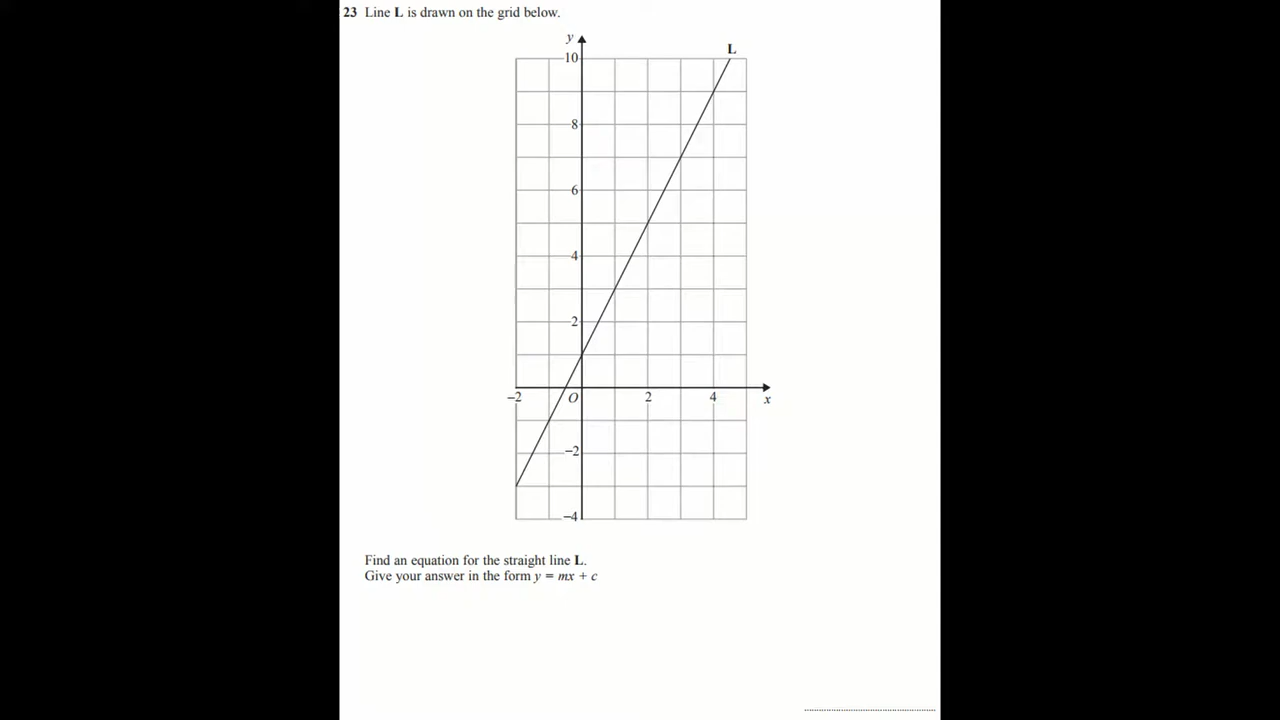 23 Line L is drawn on the grid below.
y
L
10
8
6
4
2
–2 O 2 4 x
–2
–4
Find an equation for the straight line L.
Give your answer in the form y = mx + c